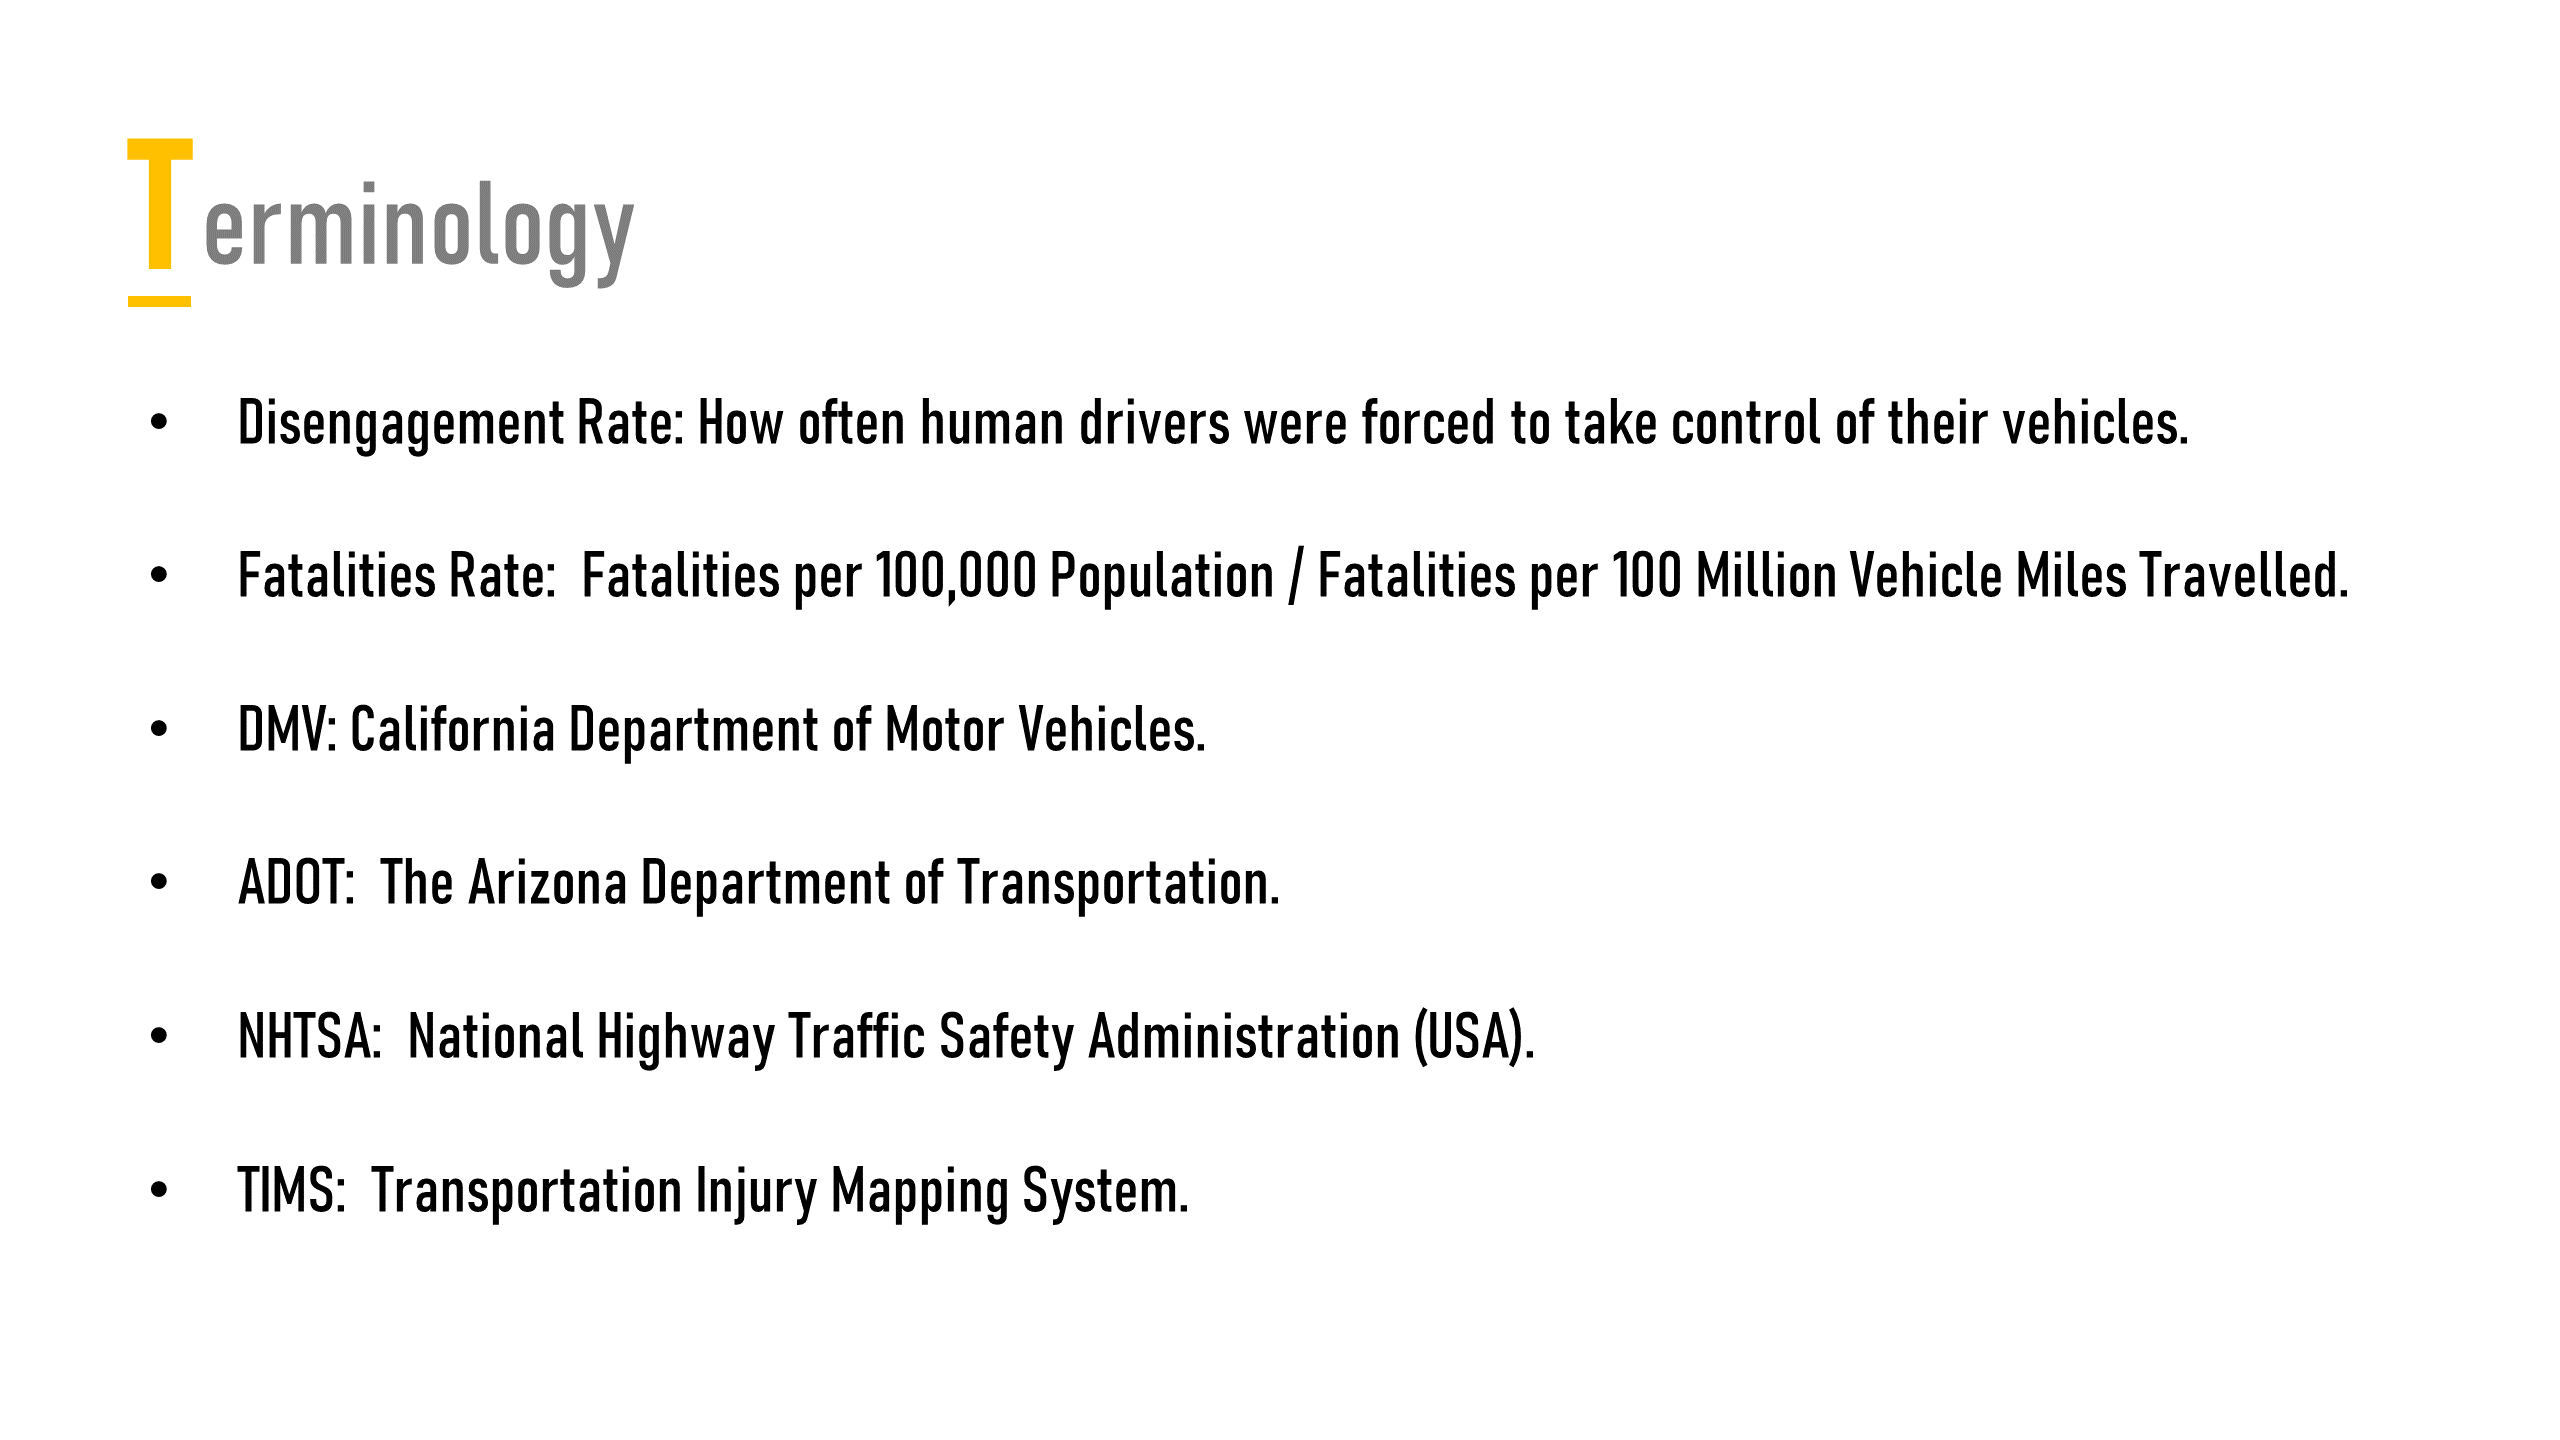 Terminology
• Disengagement Rate: How often human drivers were forced to take control of their vehicles.
• Fatalities Rate:  Fatalities per 100,000 Population / Fatalities per 100 Million Vehicle Miles Travelled.
• DMV: California Department of Motor Vehicles.
• ADOT:  The Arizona Department of Transportation.
• NHTSA:  National Highway Traffic Safety Administration (USA).
• TIMS:  Transportation Injury Mapping System.